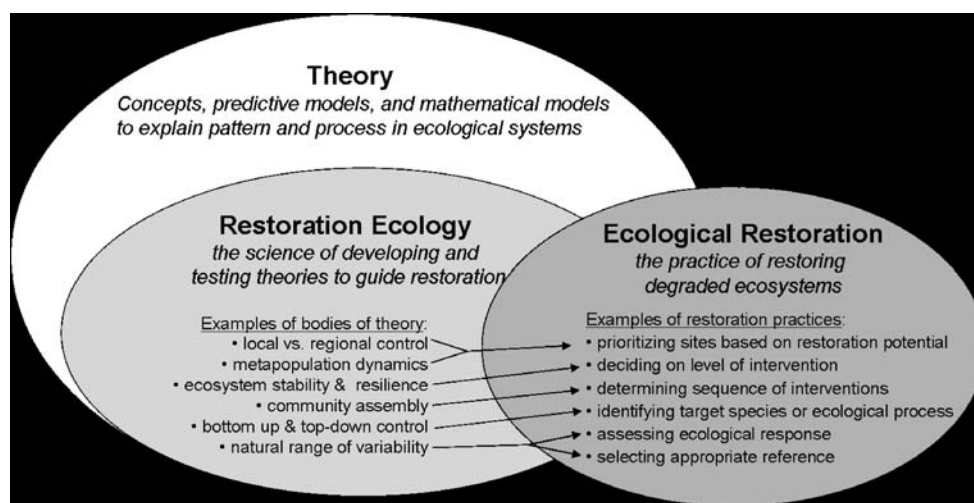 Theory
Concepts, predictive models, and mathematical models
to explain pattern and process in ecological systems
Restoration Ecology
the science of developing and
testing theories to guide restoration
Examples of bodies of theory:
• local vs. regional control
• metapopulation dynamics
• ecosystem stability & resilience
• community assembly
• bottom up & top-down control
• natural range of variability
Ecological Restoration
the practice of restoring
degraded ecosystems
Examples of restoration practices:
• prioritizing sites based on restoration potential
• deciding on level of intervention
• determining sequence of interventions
• identifying target species or ecological process
• assessing ecological response
• selecting appropriate reference